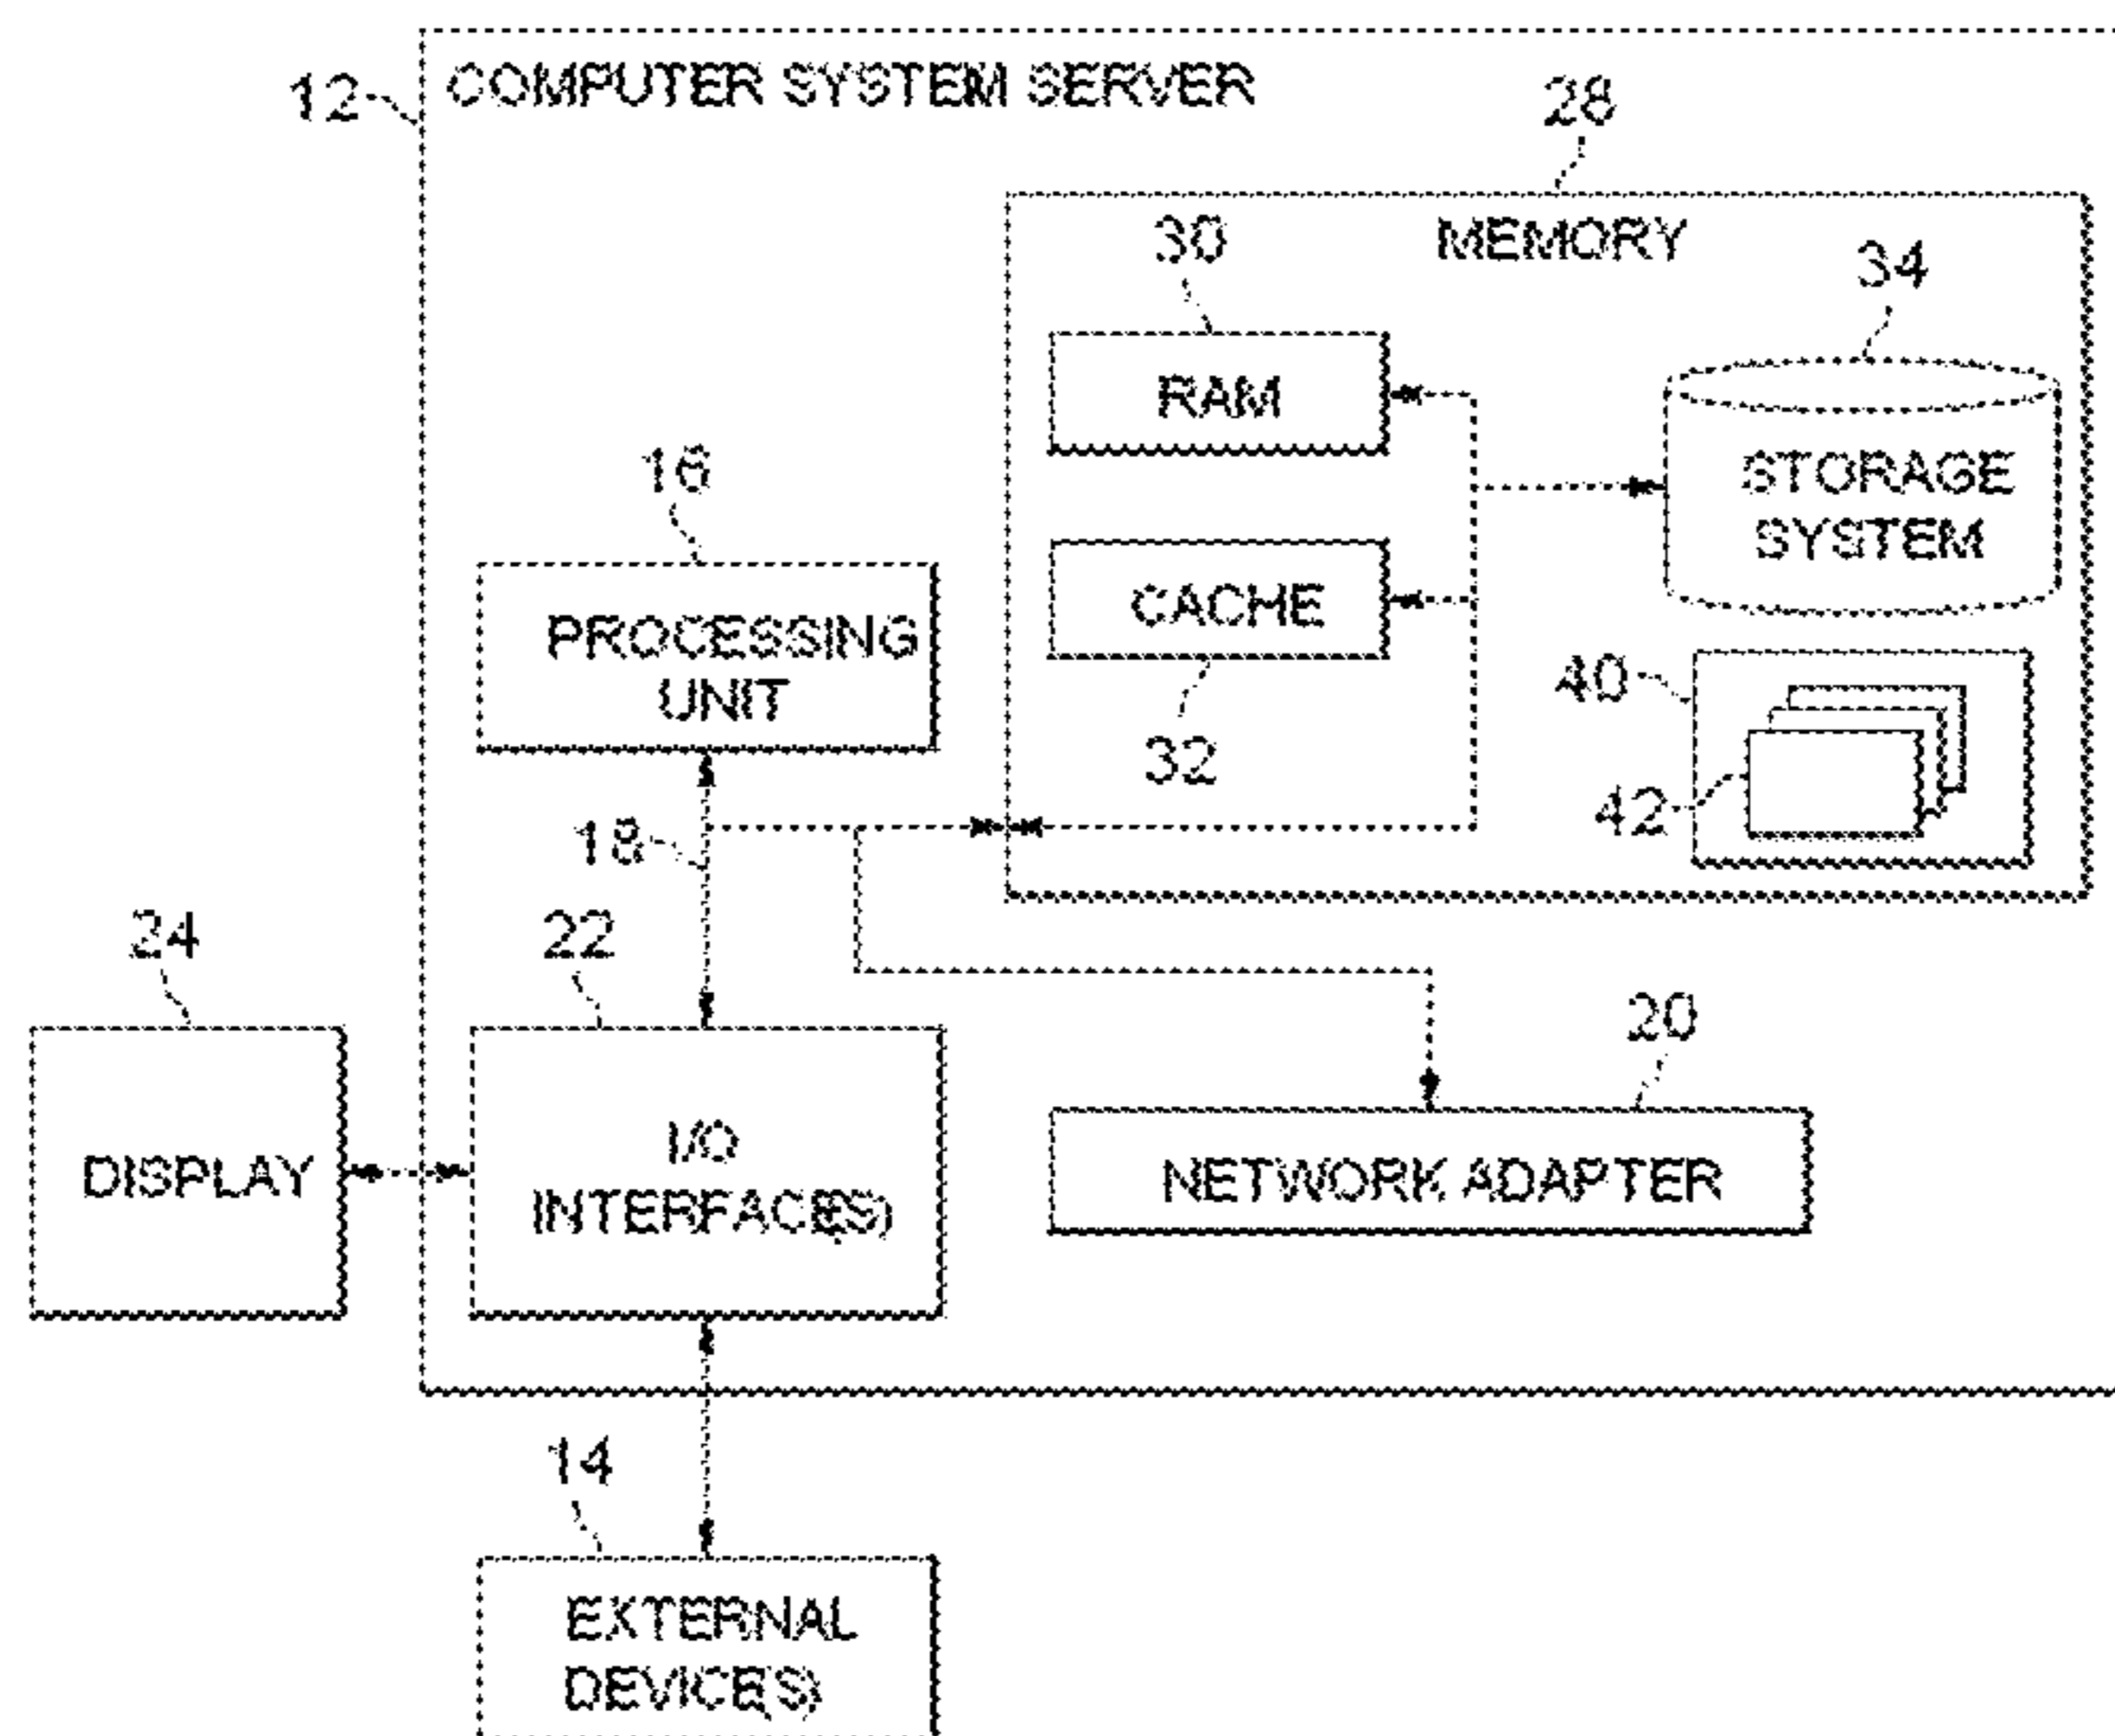 12
COMPUTER SYSTEM SERVER
28
MEMORY
30
34
RAM
STORAGE
SYSTEM
16
PROCESSING
UNIT
CACHE
32
40
42
18
24
22
20
DISPLAY
I/O
INTERFACE(S)
NETWORK ADAPTER
14
EXTERNAL
DEVICE(S)